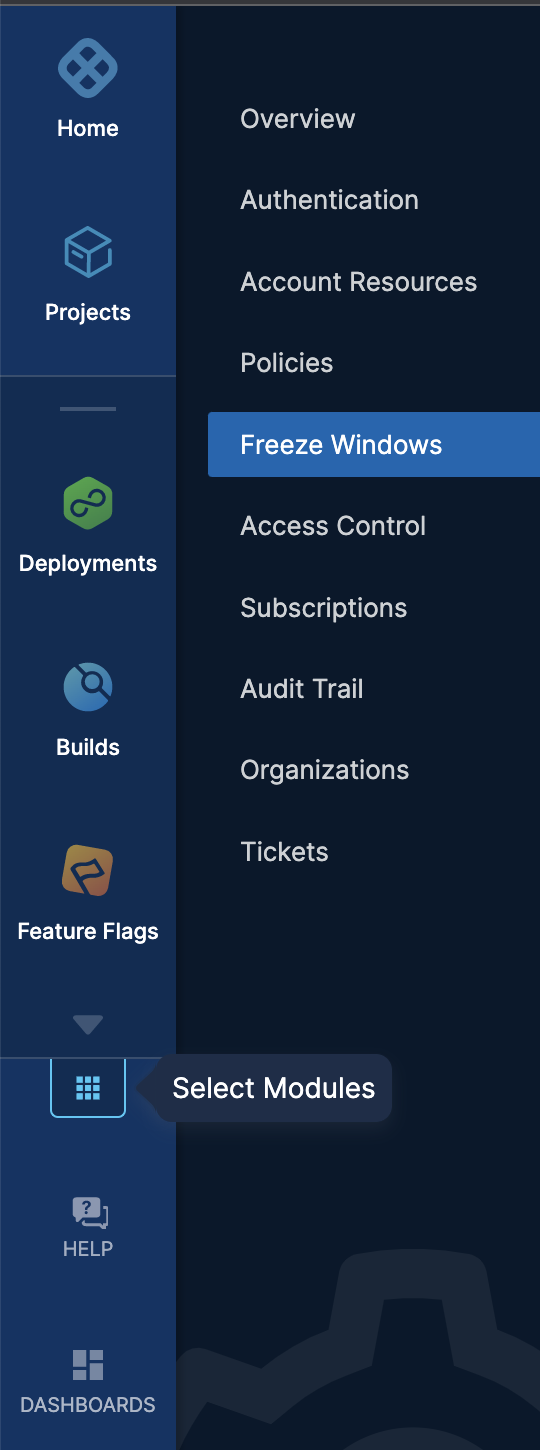 Home
Projects
Deployments
Builds
Feature Flags
Select Modules
HELP
DASHBOARDS
Overview
Authentication
Account Resources
Policies
Freeze Windows
Access Control
Subscriptions
Audit Trail
Organizations
Tickets